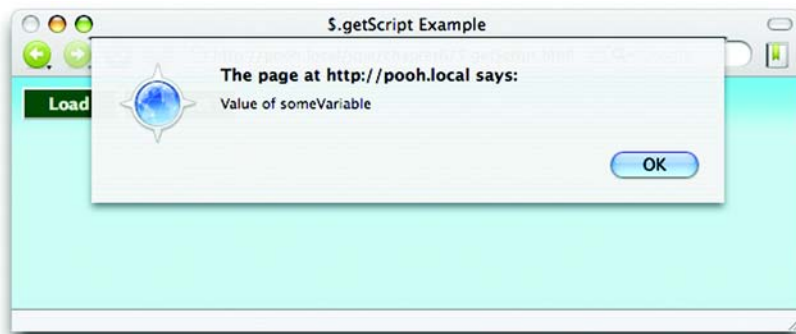 $.getScript Example
The page at http://pooh.local says:
Value of someVariable
Load
OK